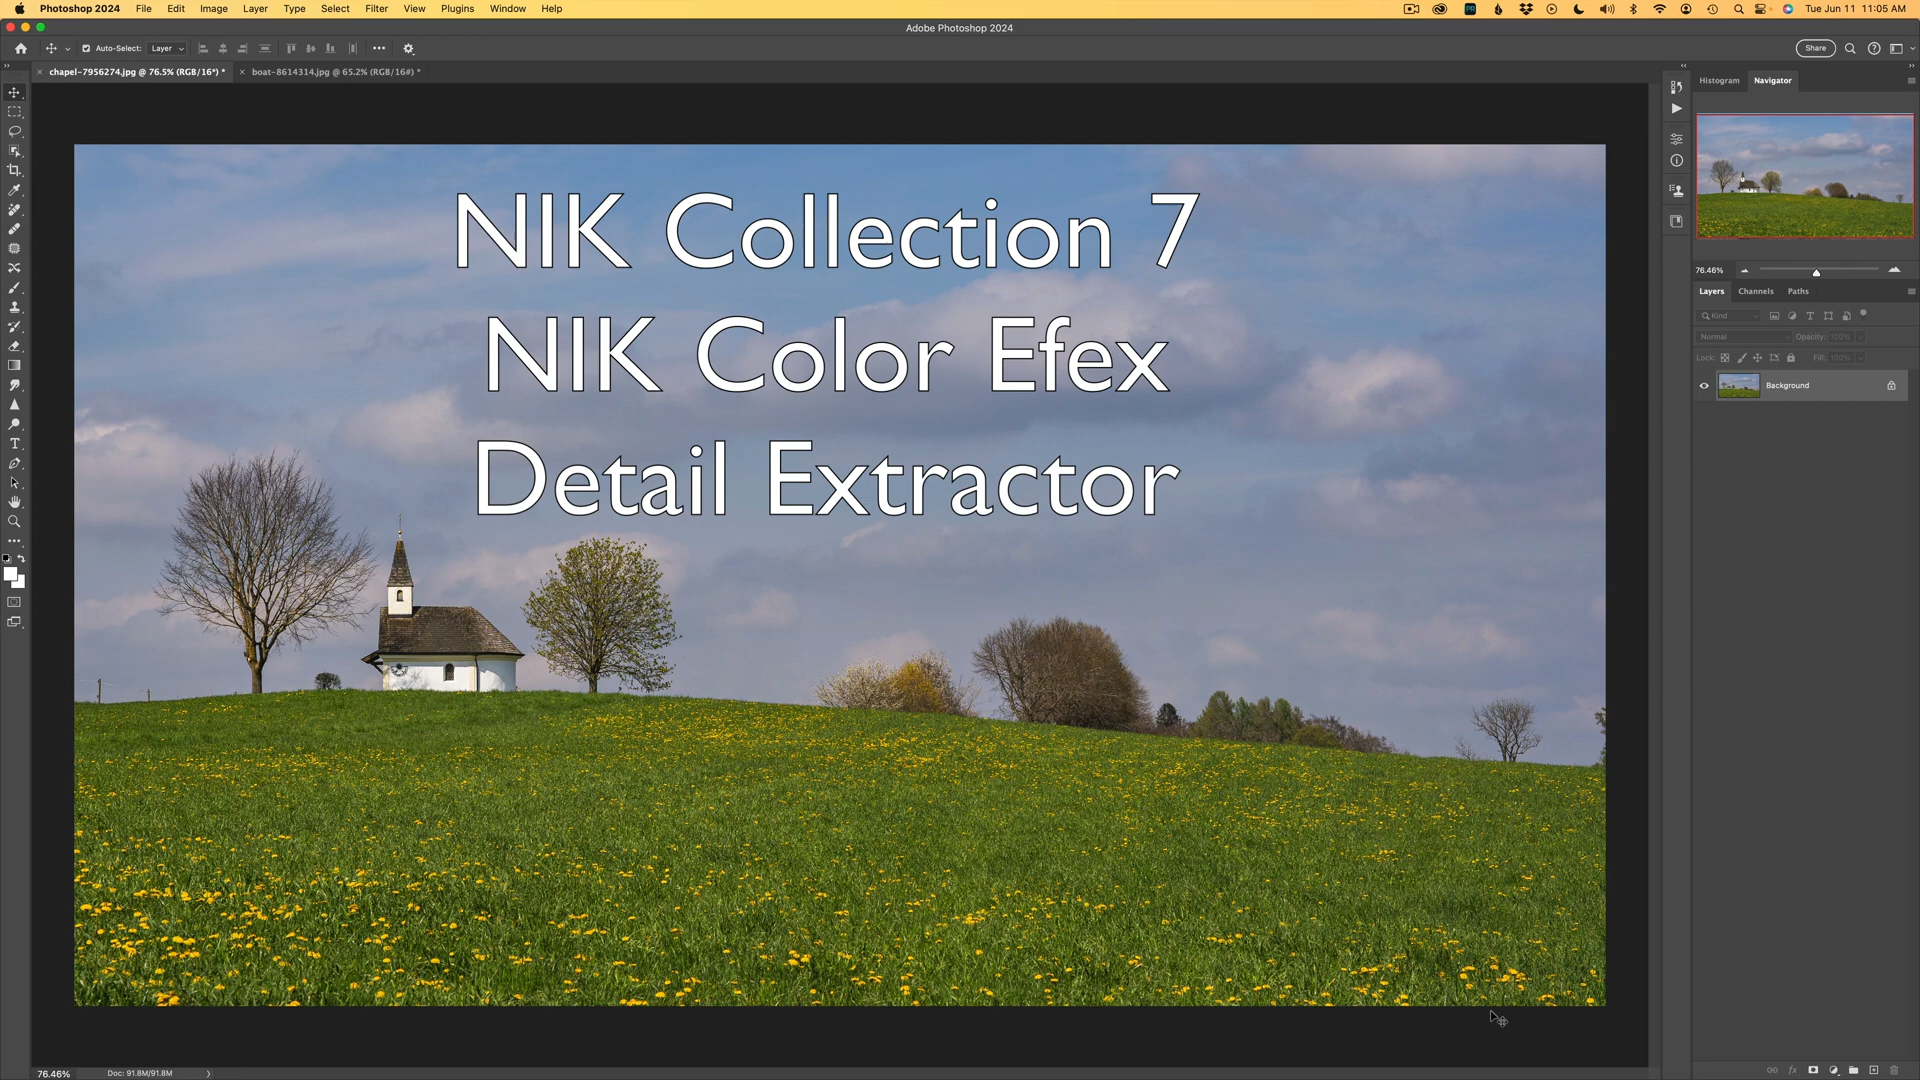 Photoshop 2024 File Edit Image Layer Type Select Filter View Plugins Window Help Tue Jun 11 11:05 AM
Adobe Photoshop 2024
Auto-Select: Layer Share
chapel-7956274.jpg @ 76.5% (RGB/16*) * boat-8614314.jpg @ 65.2% (RGB/16#) *
Histogram Navigator
NIK Collection 7
NIK Color Efex
Detail Extractor
76.46%
Layers Channels Paths
Kind
Normal Opacity: 100%
Lock: Fill: 100%
Background
76.46% Doc: 91.8M/91.8M